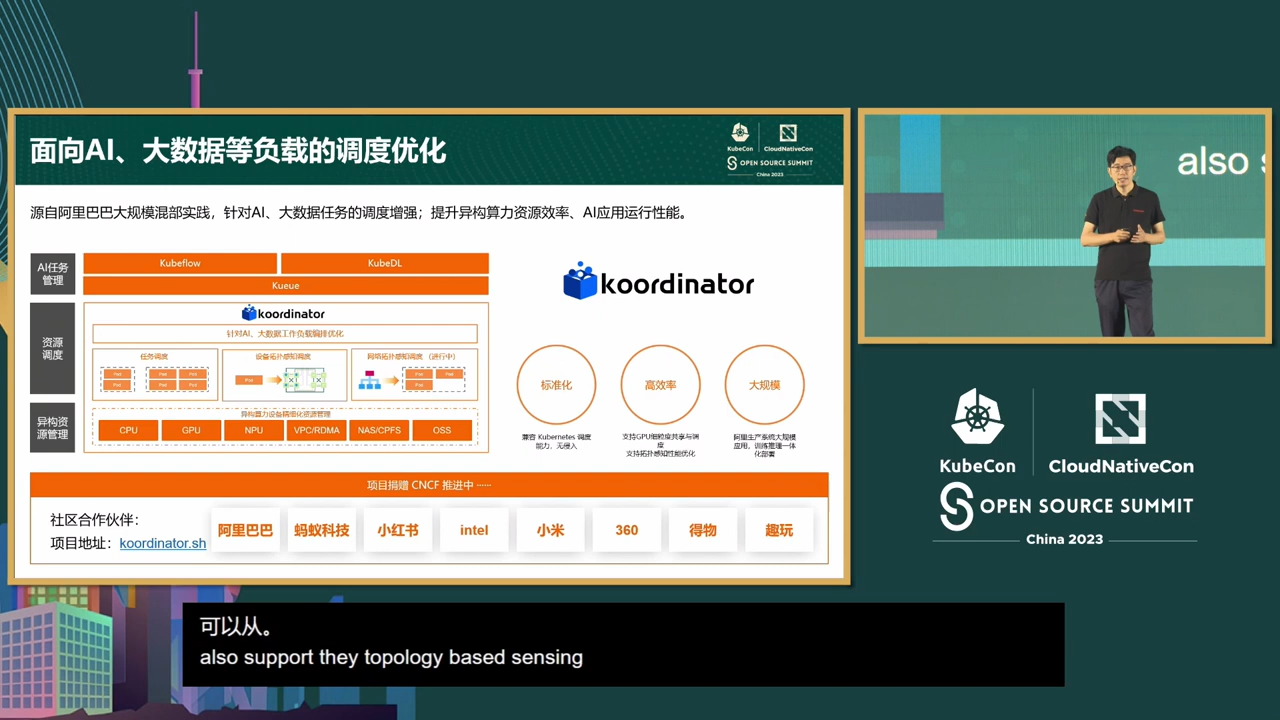 面向AI、大数据等负载的调度优化
KubeCon
CloudNativeCon
OPEN SOURCE SUMMIT
China 2023
源自阿里巴巴大规模混部实践，针对AI、大数据任务的调度增强；提升异构算力资源效率、AI应用运行性能。
AI任务
管理
Kubeflow
KubeDL
Kueue
资源
调度
koordinator
针对AI、大数据工作负载编排优化
任务调度
设备拓扑感知调度
网络拓扑感知调度 （进行中）
Pod
Pod
Pod
Pod
Pod
Pod
Pod
Pod
Pod
Pod
异构资
源管理
异构算力设备精细化资源管理
CPU
GPU
NPU
VPC/RDMA
NAS/CPFS
OSS
koordinator
标准化
高效率
大规模
兼容 Kubernetes 调度
能力，无侵入
支持GPU细粒度共享与调
度
支持拓扑感知性能优化
阿里生产系统大规模
应用，训练推理一体
化部署
项目捐赠 CNCF 推进中 ······
社区合作伙伴：
项目地址：koordinator.sh
阿里巴巴
蚂蚁科技
小红书
intel
小米
360
得物
趣玩
also s
KubeCon
CloudNativeCon
OPEN SOURCE SUMMIT
China 2023
可以从。
also support they topology based sensing